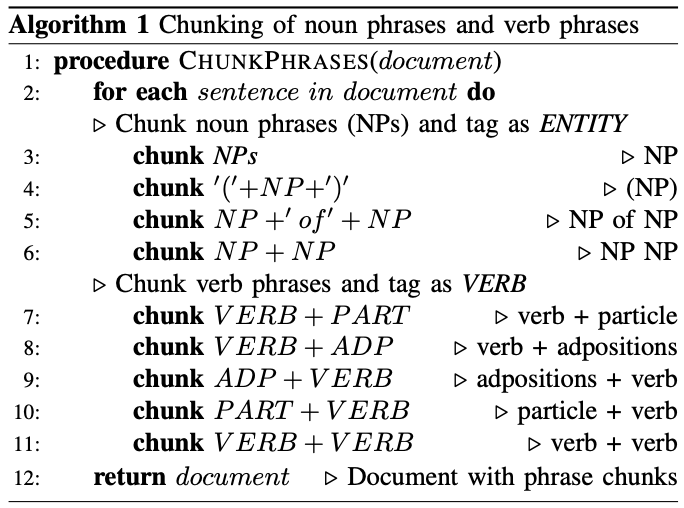 Algorithm 1 Chunking of noun phrases and verb phrases
1: procedure CHUNKPHRASES(document)
2: for each sentence in document do
▷ Chunk noun phrases (NPs) and tag as ENTITY
3: chunk NPs ▷ NP
4: chunk '('+NP+')' ▷ (NP)
5: chunk NP +' of' + NP ▷ NP of NP
6: chunk NP + NP ▷ NP NP
▷ Chunk verb phrases and tag as VERB
7: chunk VERB + PART ▷ verb + particle
8: chunk VERB + ADP ▷ verb + adpositions
9: chunk ADP + VERB ▷ adpositions + verb
10: chunk PART + VERB ▷ particle + verb
11: chunk VERB + VERB ▷ verb + verb
12: return document ▷ Document with phrase chunks